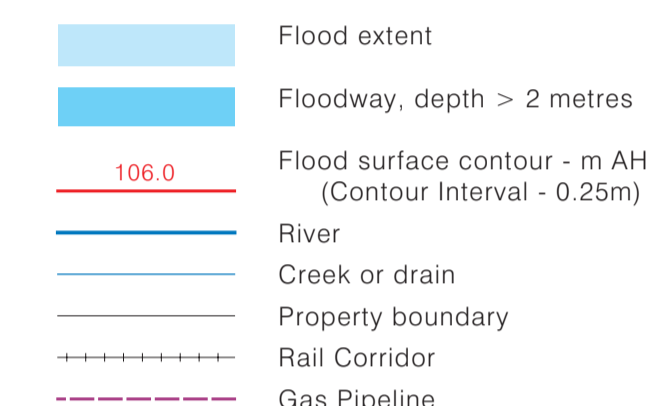 Flood extent
Floodway, depth > 2 metres
106.0
Flood surface contour - m AH
(Contour Interval - 0.25m)
River
Creek or drain
Property boundary
Rail Corridor
Gas Pipeline